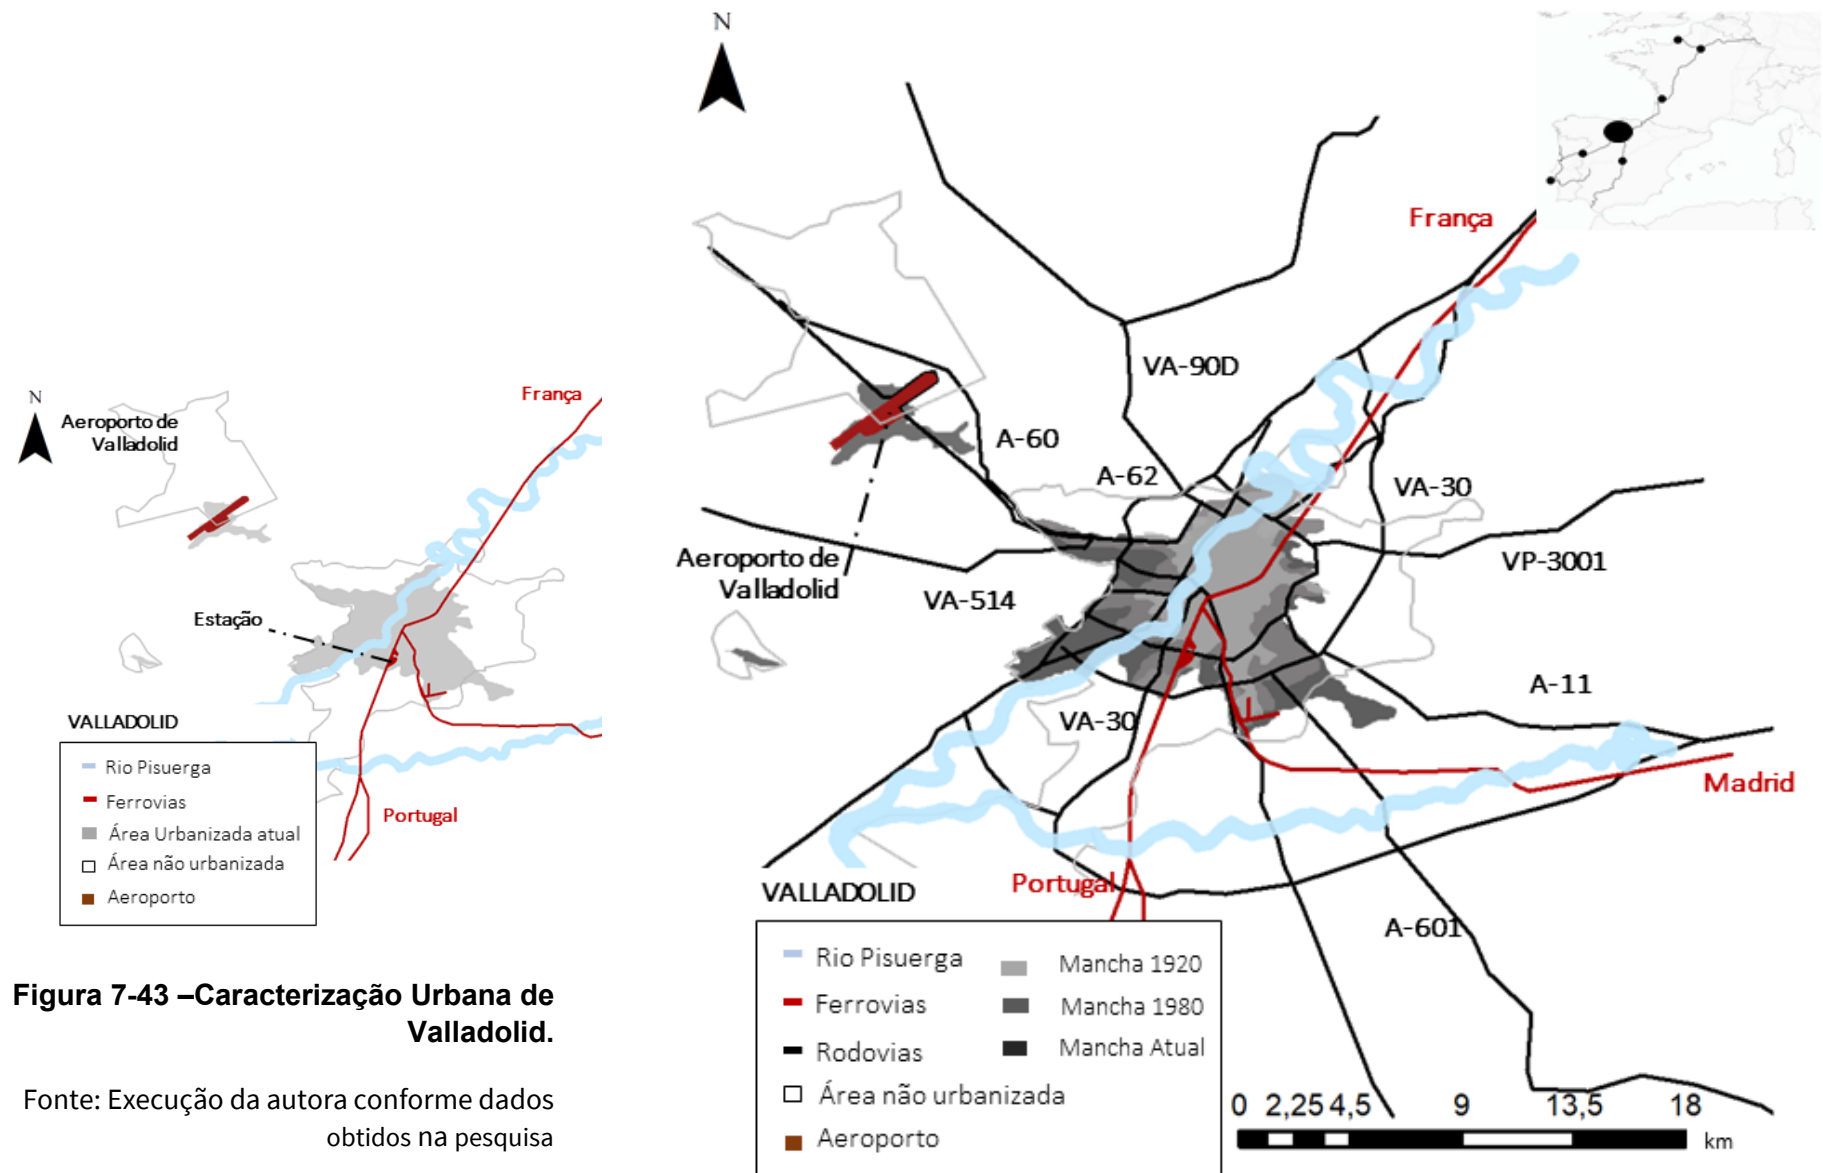 N
Aeroporto de
Valladolid
França
Estação
VALLADOLID
Rio Pisuerga
Ferrovias
Área Urbanizada atual
Área não urbanizada
Aeroporto
Portugal
Figura 7-43 –Caracterização Urbana de
Valladolid.
Fonte: Execução da autora conforme dados
obtidos na pesquisa
N
França
VA-90D
A-60
A-62
VA-30
Aeroporto de
Valladolid
VP-3001
VA-514
A-11
VA-30
Madrid
Portugal
VALLADOLID
A-601
Rio Pisuerga
Ferrovias
Rodovias
Área não urbanizada
Aeroporto
Mancha 1920
Mancha 1980
Mancha Atual
0 2,25 4,5 9 13,5 18
km